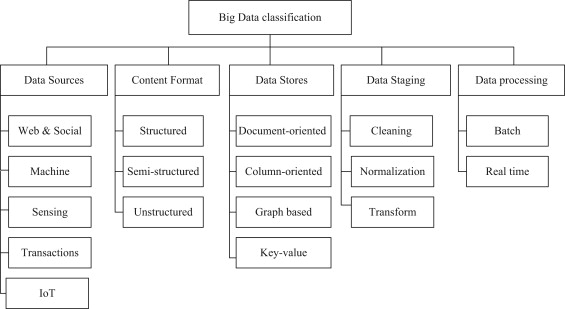 Big Data classification
Data Sources
Content Format
Data Stores
Data Staging
Data processing
Web & Social
Structured
Document-oriented
Cleaning
Batch
Machine
Semi-structured
Column-oriented
Normalization
Real time
Sensing
Unstructured
Graph based
Transform
Transactions
Key-value
IoT